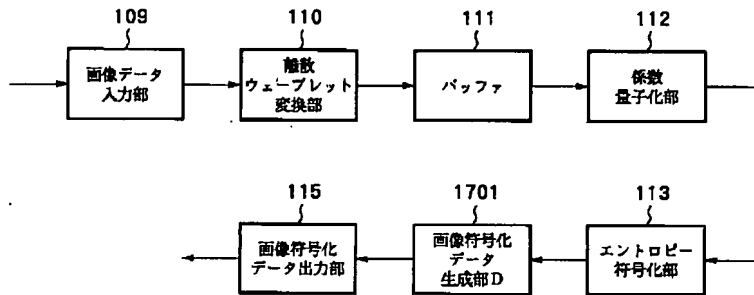 109
110
111
112
画像データ
入力部
離散
ウェーブレット
変換部
バッファ
係数
量子化部
115
1701
113
画像符号化
データ出力部
画像符号化
データ
生成部D
エントロピー
符号化部